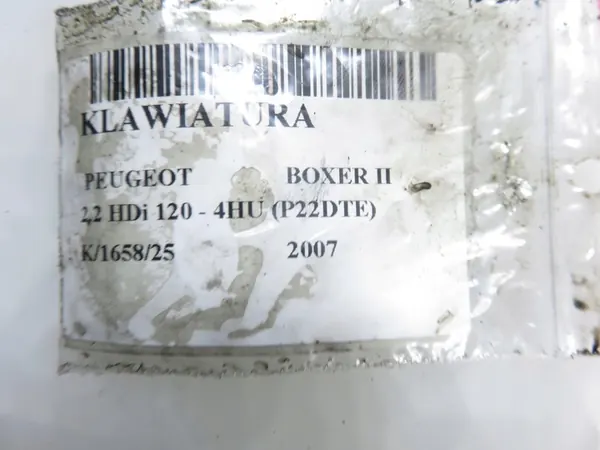 KLAWIATURA
PEUGEOT BOXER II
2,2 HDi 120 - 4HU (P22DTE)
K/1658/25 2007